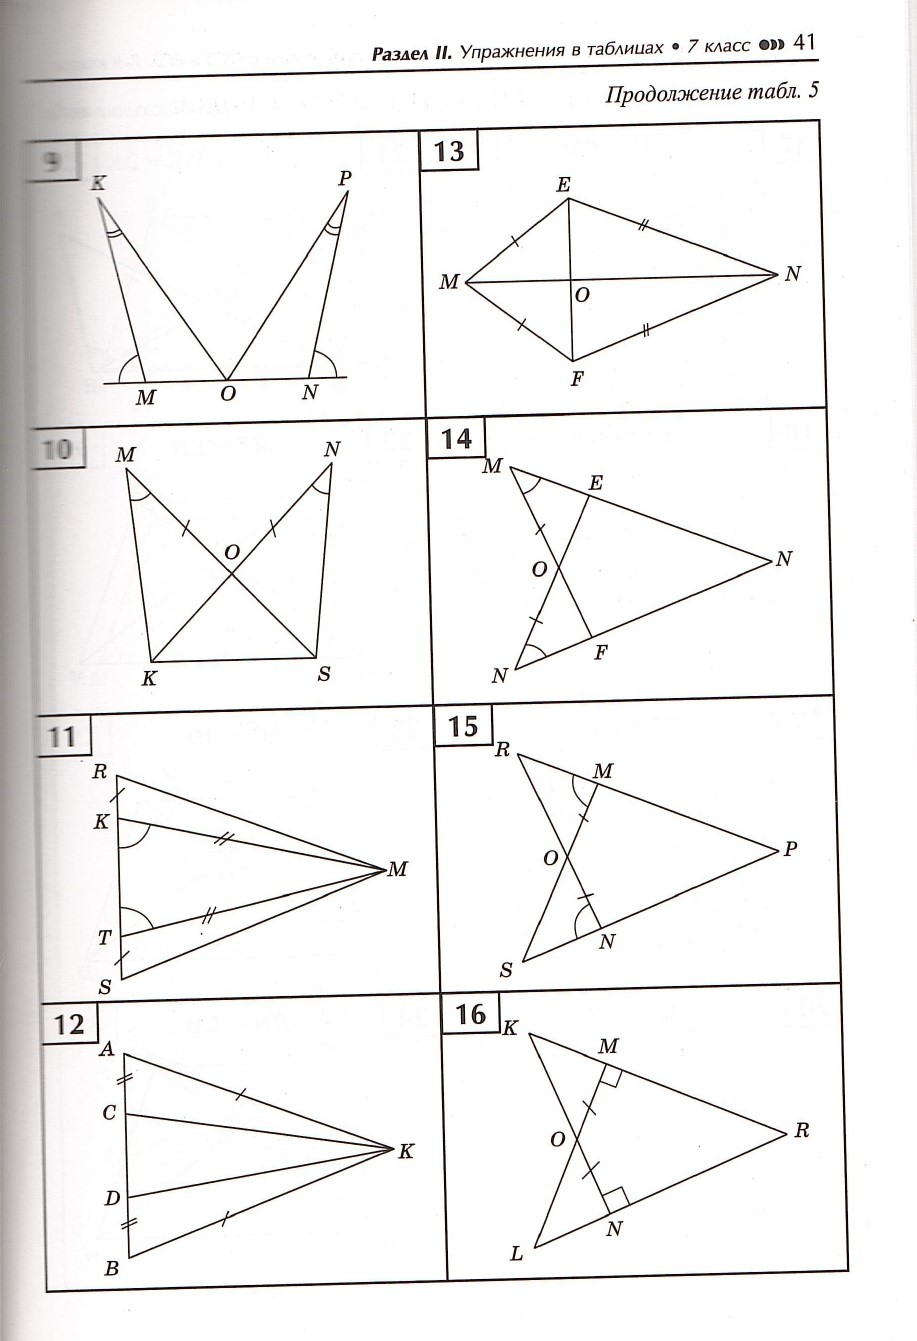 Раздел II. Упражнения в таблицах • 7 класс 41
Продолжение табл. 5
9
K
P
M
O
N
10
M
N
O
K
S
11
R
K
M
T
S
12
A
C
K
D
B
13
E
M
N
O
F
14
M
E
O
N
F
N
15
R
M
O
P
N
S
16
K
M
O
R
N
L